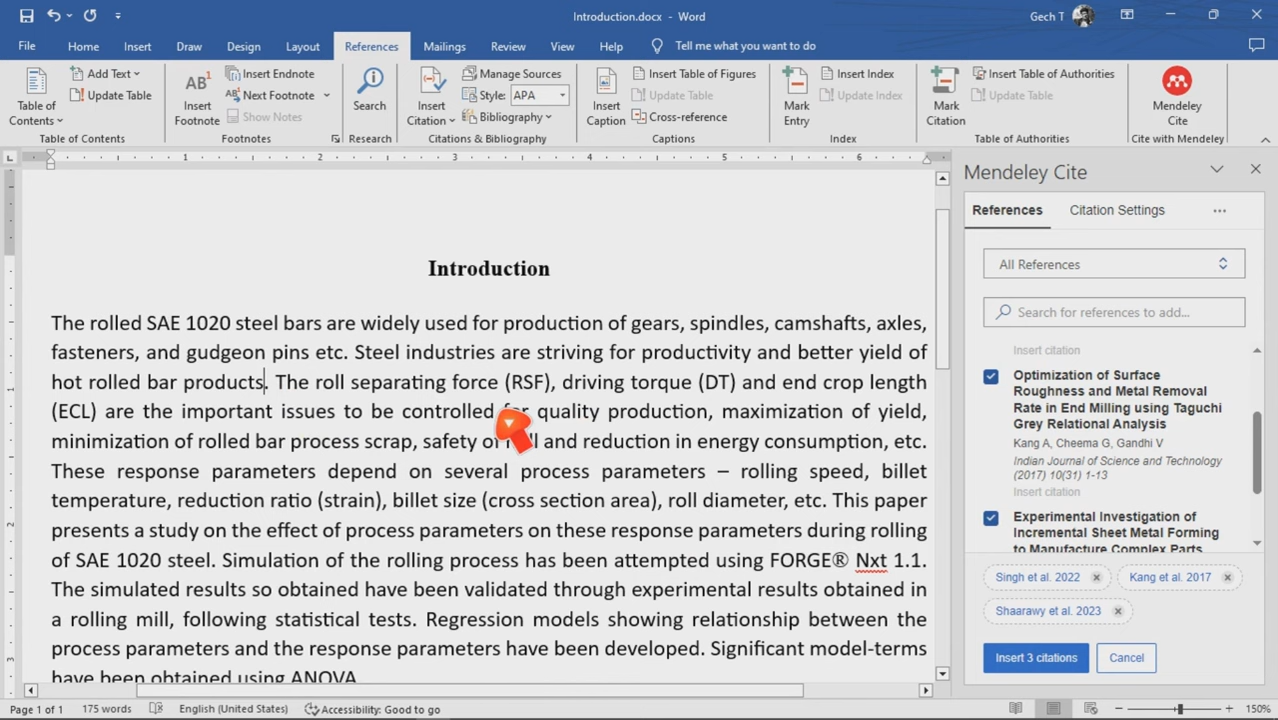 Introduction.docx - Word
Gech T
File Home Insert Draw Design Layout References Mailings Review View Help Tell me what you want to do
Table of Contents
Add Text
Update Table
Table of Contents
AB1
Insert Footnote
Insert Endnote
Next Footnote
Show Notes
Footnotes
Search
Research
Insert Citation
Manage Sources
Style: APA
Bibliography
Citations & Bibliography
Insert Caption
Insert Table of Figures
Update Table
Cross-reference
Captions
Mark Entry
Insert Index
Update Index
Index
Mark Citation
Insert Table of Authorities
Update Table
Table of Authorities
Mendeley Cite
Cite with Mendeley
1 2 3 4 5 6
1
2
3
Introduction
The rolled SAE 1020 steel bars are widely used for production of gears, spindles, camshafts, axles,
fasteners, and gudgeon pins etc. Steel industries are striving for productivity and better yield of
hot rolled bar products. The roll separating force (RSF), driving torque (DT) and end crop length
(ECL) are the important issues to be controlled for quality production, maximization of yield,
minimization of rolled bar process scrap, safety of and reduction in energy consumption, etc.
These response parameters depend on several process parameters – rolling speed, billet
temperature, reduction ratio (strain), billet size (cross section area), roll diameter, etc. This paper
presents a study on the effect of process parameters on these response parameters during rolling
of SAE 1020 steel. Simulation of the rolling process has been attempted using FORGE® Nxt 1.1.
The simulated results so obtained have been validated through experimental results obtained in
a rolling mill, following statistical tests. Regression models showing relationship between the
process parameters and the response parameters have been developed. Significant model-terms
have been obtained using ANOVA
Mendeley Cite
References Citation Settings
All References
Search for references to add...
Insert citation
Optimization of Surface
Roughness and Metal Removal
Rate in End Milling using Taguchi
Grey Relational Analysis
Kang A, Cheema G, Gandhi V
Indian Journal of Science and Technology
(2017) 10(31) 1-13
Insert citation
Experimental Investigation of
Incremental Sheet Metal Forming
to Manufacture Complex Parts
Singh et al. 2022 Kang et al. 2017
Shaarawy et al. 2023
Insert 3 citations Cancel
Page 1 of 1 175 words English (United States) Accessibility: Good to go 150%